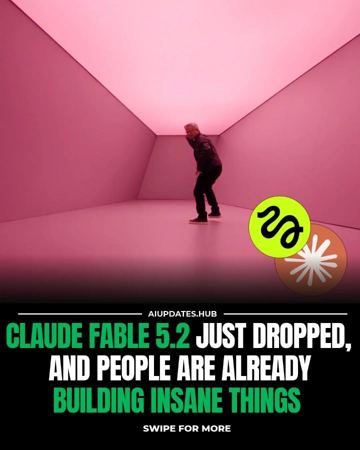 AIUPDATES.HUB
CLAUDE FABLE 5.2 JUST DROPPED,
AND PEOPLE ARE ALREADY
BUILDING INSANE THINGS
SWIPE FOR MORE